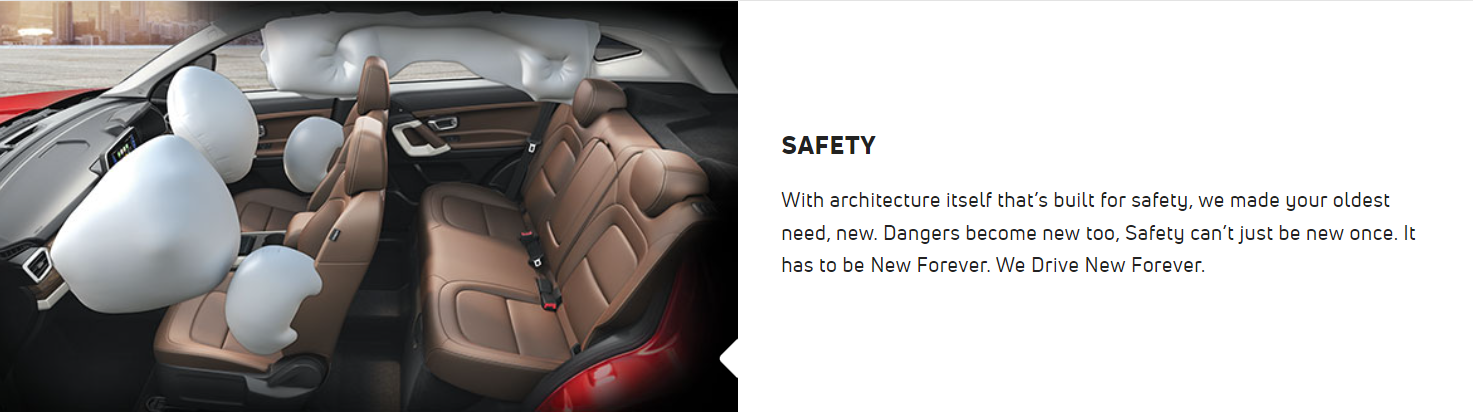 SAFETY
With architecture itself that's built for safety, we made your oldest
need, new. Dangers become new too, Safety can't just be new once. It
has to be New Forever. We Drive New Forever.